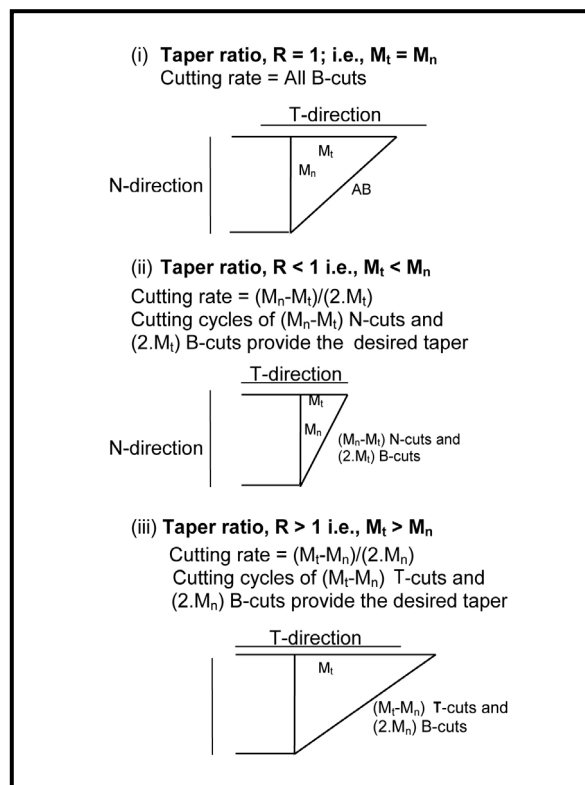 (i) Taper ratio, R = 1; i.e., Mt = Mn
Cutting rate = All B-cuts
T-direction
Mt
Mn
N-direction
AB
(ii) Taper ratio, R < 1 i.e., Mt < Mn
Cutting rate = (Mn-Mt)/(2.Mt)
Cutting cycles of (Mn-Mt) N-cuts and
(2.Mt) B-cuts provide the desired taper
T-direction
Mt
Mn
N-direction
(Mn-Mt) N-cuts and
(2.Mt) B-cuts
(iii) Taper ratio, R > 1 i.e., Mt > Mn
Cutting rate = (Mt-Mn)/(2.Mn)
Cutting cycles of (Mt-Mn) T-cuts and
(2.Mn) B-cuts provide the desired taper
T-direction
Mt
(Mt-Mn) T-cuts and
(2.Mn) B-cuts